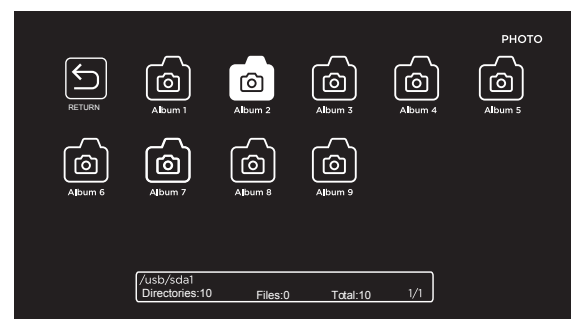 PHOTO
RETURN
Album 1
Album 2
Album 3
Album 4
Album 5
Album 6
Album 7
Album 8
Album 9
/usb/sda1
Directories:10 Files:0 Total:10 1/1